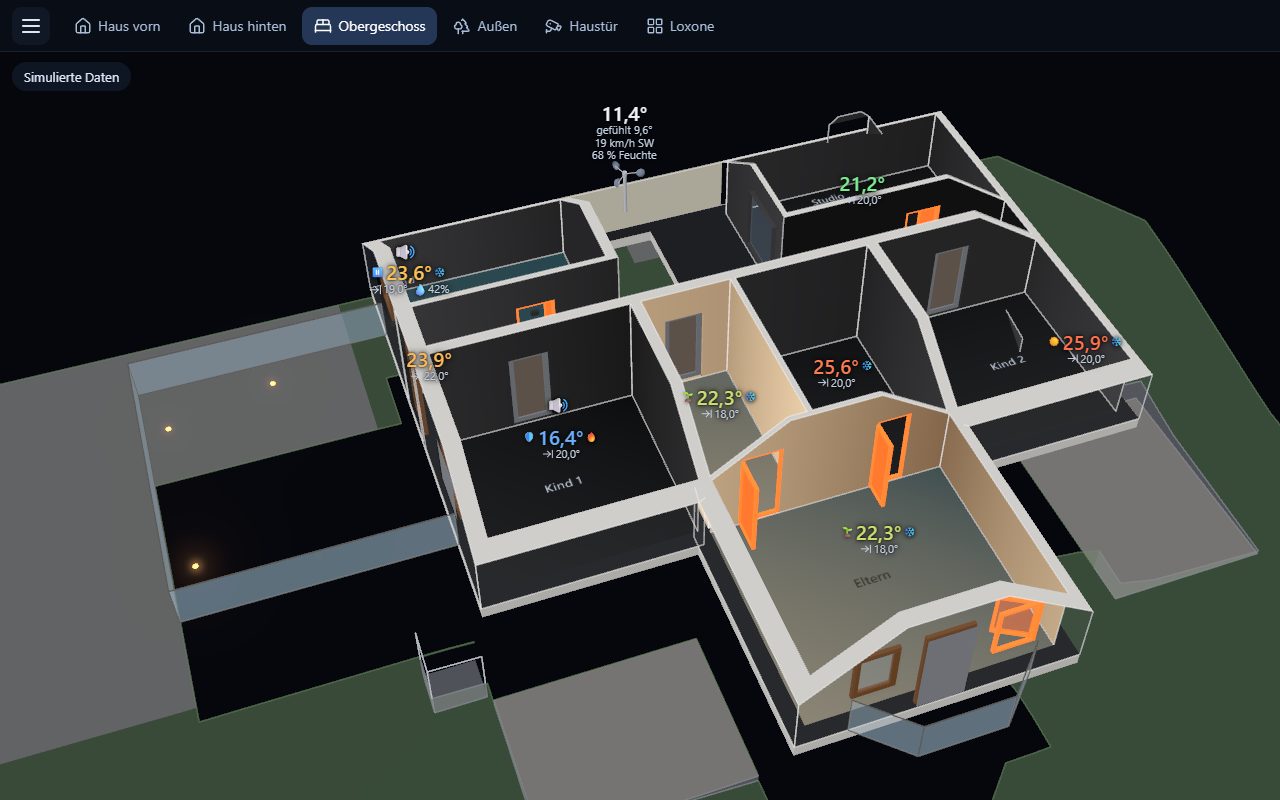 Haus vorn
Haus hinten
Obergeschoss
Außen
Haustür
Loxone
Simulierte Daten
11,4°
gefühlt 9,6°
19 km/h SW
68 % Feuchte
21,2°
Studio
20,0°
23,6°
19,0° 42%
23,9°
22,0°
25,9°
20,0°
Kind 2
25,6°
20,0°
22,3°
18,0°
16,4°
20,0°
Kind 1
22,3°
18,0°
Eltern